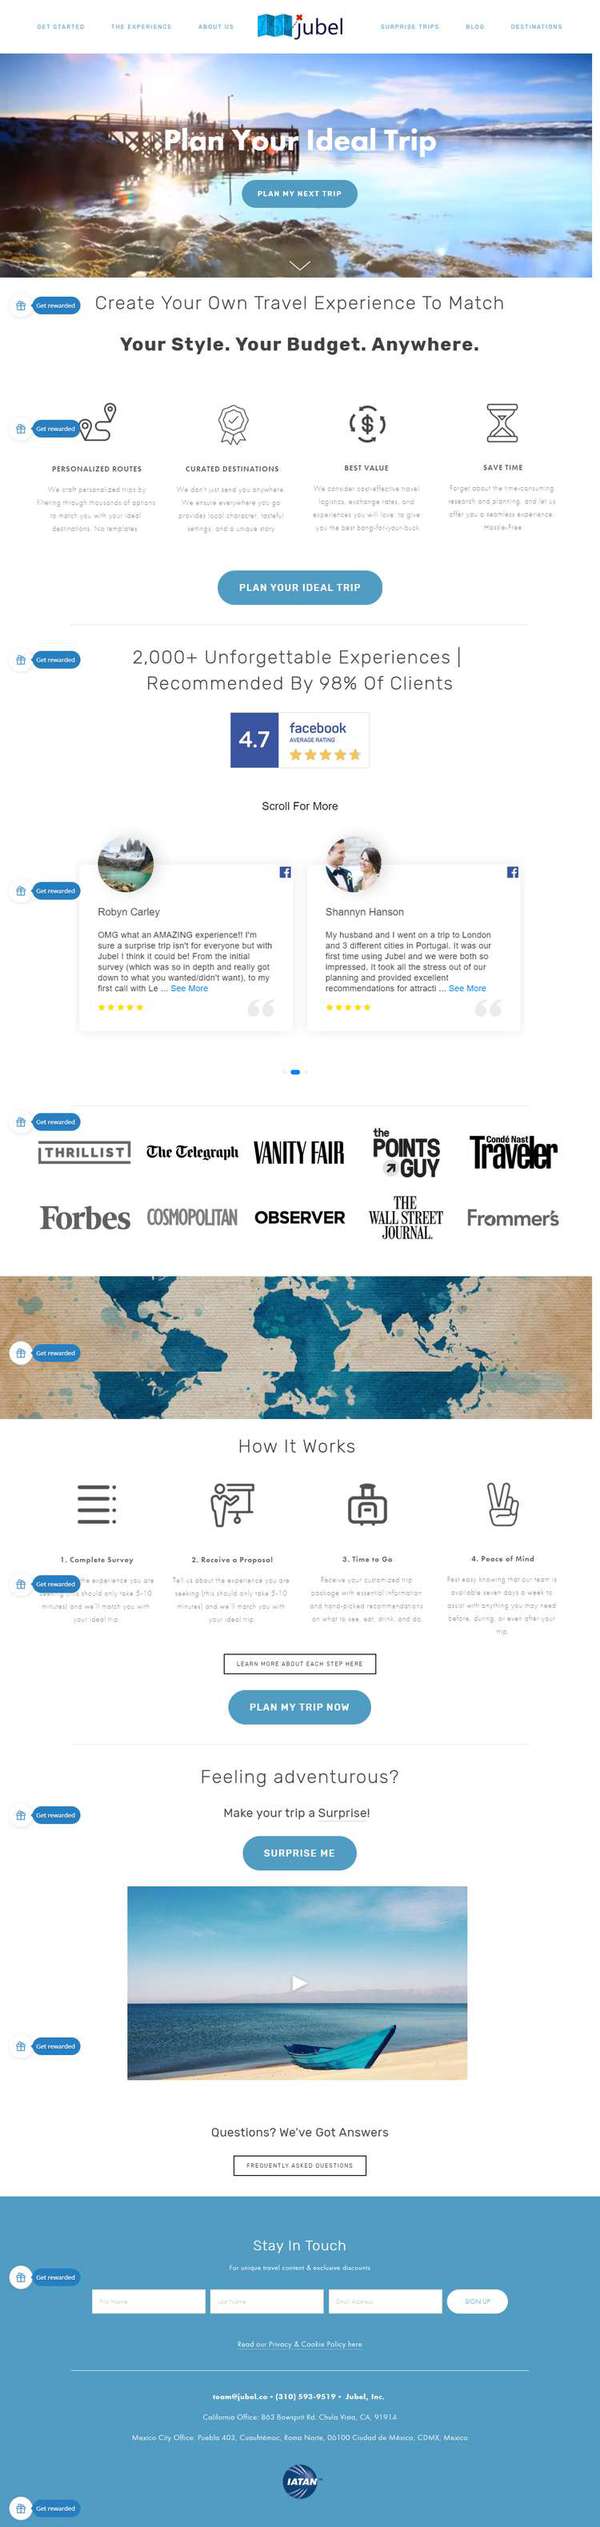 GET STARTED THE EXPERIENCE ABOUT US jubel SURPRISE TRIPS BLOG DESTINATIONS
Plan Your Ideal Trip
PLAN MY NEXT TRIP
Get rewarded
Create Your Own Travel Experience To Match
Your Style. Your Budget. Anywhere.
Get rewarded
PERSONALIZED ROUTES
We craft personalized trips by
filtering through thousands of options
to match you with your ideal
destinations. No templates.
CURATED DESTINATIONS
We don't just send you anywhere.
We ensure everywhere you go
provides local character, tasteful
settings, and a unique story.
BEST VALUE
We consider cost-effective travel
logistics, exchange rates, and
experiences you will love, to give
you the best bang-for-your-buck.
SAVE TIME
Forget about the time-consuming
research and planning, and let us
offer you a seamless experience.
Hassle-Free.
PLAN YOUR IDEAL TRIP
Get rewarded
2,000+ Unforgettable Experiences |
Recommended By 98% Of Clients
4.7
facebook
AVERAGE RATING
Scroll For More
Get rewarded
Robyn Carley
OMG what an AMAZING experience!! I'm
sure a surprise trip isn't for everyone but with
Jubel I think it could be! From the initial
survey (which was so in depth and really got
down to what you wanted/didn't want), to my
first call with Le ... See More
Shannyn Hanson
My husband and I went on a trip to London
and 3 different cities in Portugal. It was our
first time using Jubel and we were both so
impressed, it took all the stress out of our
planning and provided excellent
recommendations for attracti ... See More
Get rewarded
THRILLIST
The Telegraph
VANITY FAIR
the
POINTS
GUY
Condé Nast
Traveler
Forbes
COSMOPOLITAN
OBSERVER
THE
WALL STREET
JOURNAL.
Frommer's
Get rewarded
How It Works
Get rewarded
1. Complete Survey
the experience you are
should only take 5-10
minutes) and we'll match you with
your ideal trip.
2. Receive a Proposal
Tell us about the experience you are
seeking (this should only take 5-10
minutes) and we'll match you with
your ideal trip.
3. Time to Go
Receive your customized trip
package with essential information
and hand-picked recommendations
on what to see, eat, drink, and do.
4. Peace of Mind
Rest easy knowing that our team is
available seven days a week to
assist with anything you may need
before, during, or even after your
trip.
LEARN MORE ABOUT EACH STEP HERE
PLAN MY TRIP NOW
Feeling adventurous?
Get rewarded
Make your trip a Surprise!
SURPRISE ME
Get rewarded
Questions? We've Got Answers
FREQUENTLY ASKED QUESTIONS
Stay In Touch
For unique travel content & exclusive discounts
Get rewarded
First Name Last Name Email Address SIGN UP
Read our Privacy & Cookie Policy here
team@jubel.co • (310) 593-9519 • Jubel, Inc.
California Office: 863 Bowsprit Rd. Chula Vista, CA, 91914
Mexico City Office: Puebla 403, Cuauhtémoc, Roma Norte, 06100 Ciudad de México, CDMX, Mexico
IATAN
Get rewarded